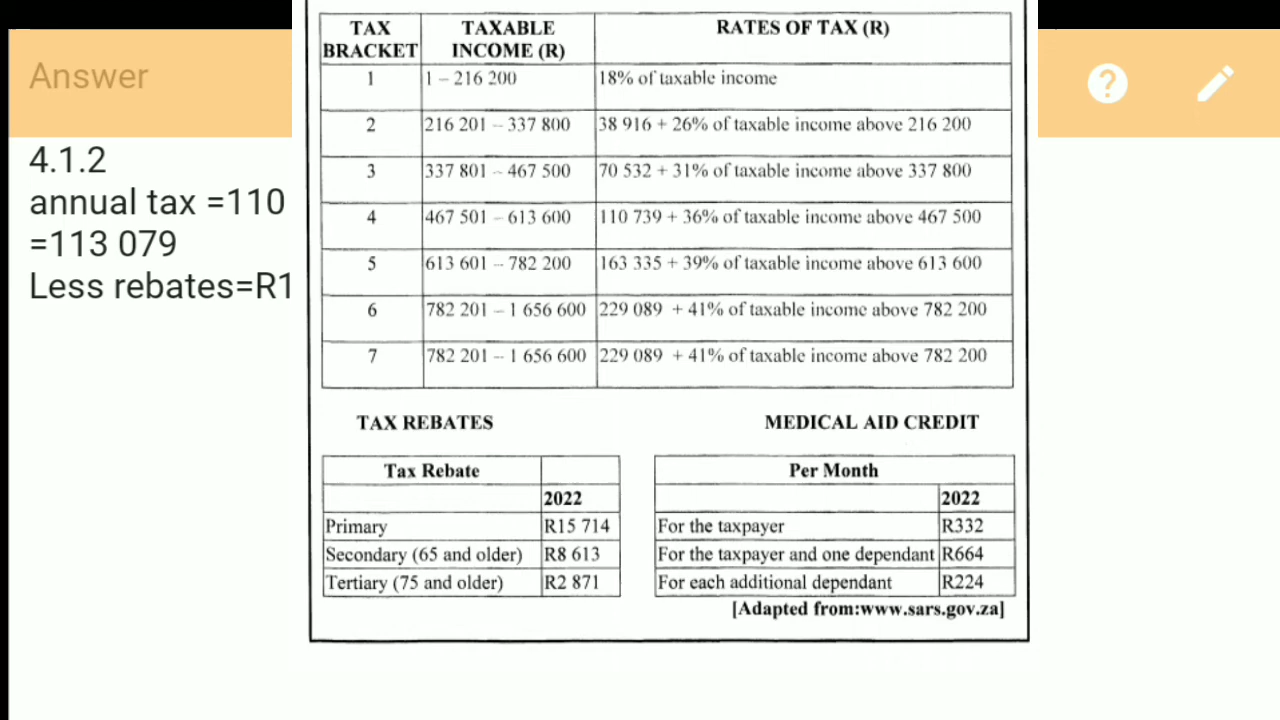 Answer
4.1.2
annual tax =110
=113 079
Less rebates=R1
TAX BRACKET TAXABLE INCOME (R) RATES OF TAX (R)
1 1 – 216 200 18% of taxable income
2 216 201 – 337 800 38 916 + 26% of taxable income above 216 200
3 337 801 – 467 500 70 532 + 31% of taxable income above 337 800
4 467 501 – 613 600 110 739 + 36% of taxable income above 467 500
5 613 601 – 782 200 163 335 + 39% of taxable income above 613 600
6 782 201 – 1 656 600 229 089 + 41% of taxable income above 782 200
7 782 201 – 1 656 600 229 089 + 41% of taxable income above 782 200
TAX REBATES
Tax Rebate
2022
Primary R15 714
Secondary (65 and older) R8 613
Tertiary (75 and older) R2 871
MEDICAL AID CREDIT
Per Month
2022
For the taxpayer R332
For the taxpayer and one dependant R664
For each additional dependant R224
[Adapted from:www.sars.gov.za]